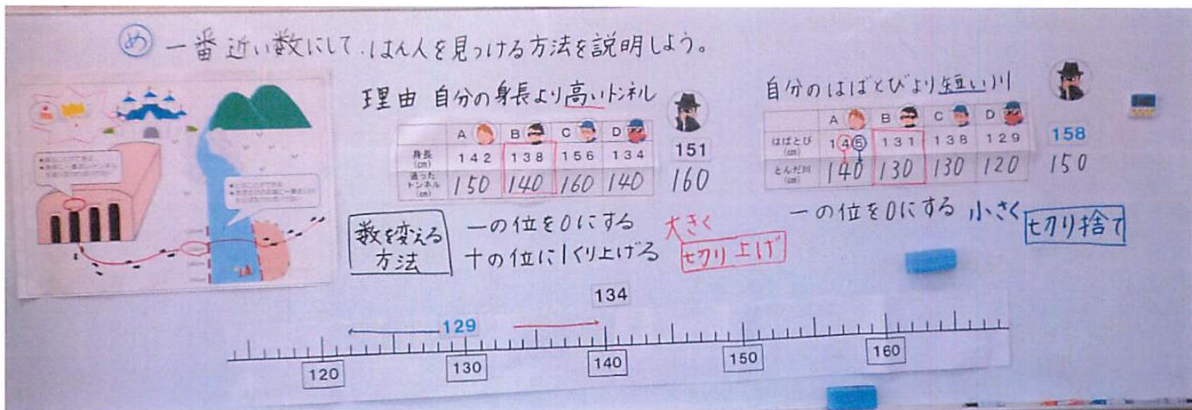 め 一番近い数にして、はん人を見つける方法を説明しよう。
理由 自分の身長より高いトンネル
A B C D
身長(cm) 142 138 156 134 151
通ったトンネル(cm) 150 140 160 140 160
自分のはばとびより短い川
A B C D
はばとび(cm) 145 131 138 129 158
とんだ川(cm) 140 130 130 120 150
数を変える方法
一の位を0にする 大きく
十の位に1くり上げる 切り上げ
一の位を0にする 小さく 切り捨て
134
129
120 130 140 150 160